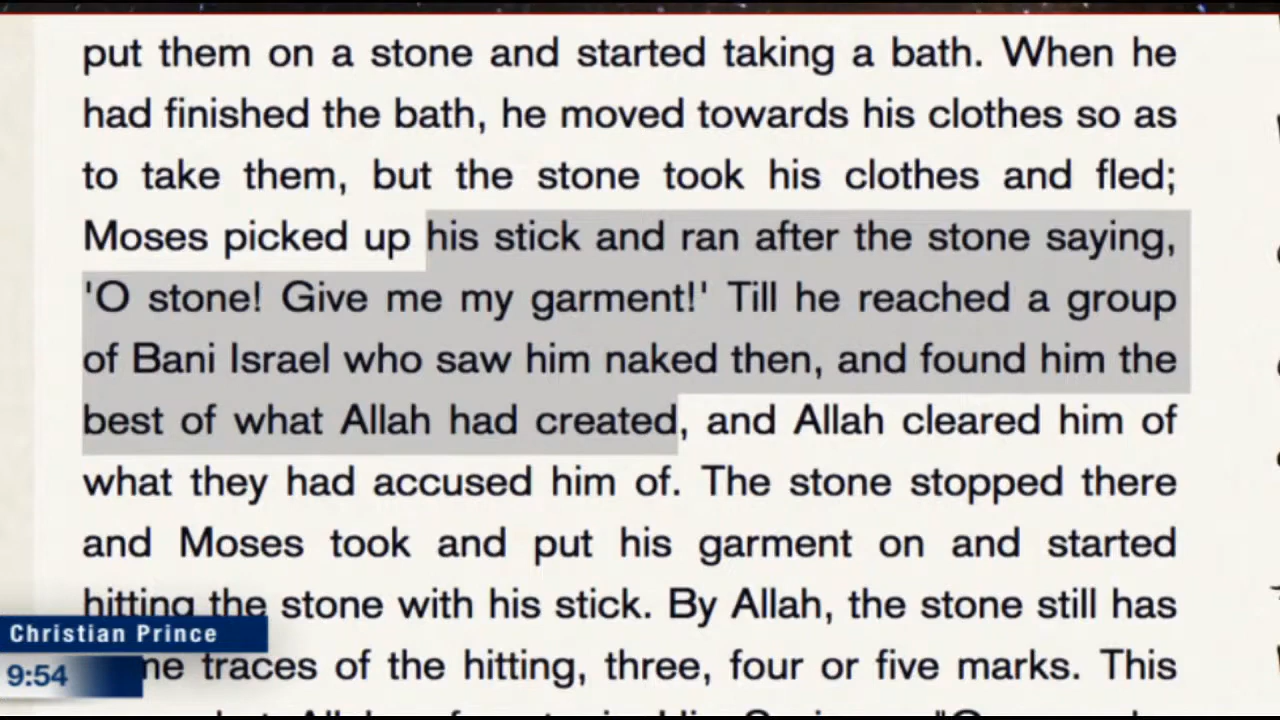 put them on a stone and started taking a bath. When he
had finished the bath, he moved towards his clothes so as
to take them, but the stone took his clothes and fled;
Moses picked up his stick and ran after the stone saying,
'O stone! Give me my garment!' Till he reached a group
of Bani Israel who saw him naked then, and found him the
best of what Allah had created, and Allah cleared him of
what they had accused him of. The stone stopped there
and Moses took and put his garment on and started
hitting the stone with his stick. By Allah, the stone still has
Christian Prince
traces of the hitting, three, four or five marks. This
9:54